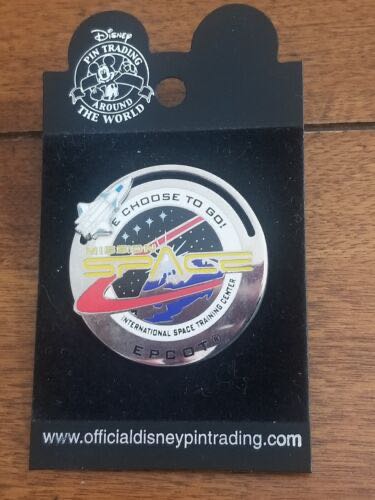 Disney
PIN TRADING
AROUND
THE WORLD
E CHOOSE TO GO!
MISSION
SPACE
INTERNATIONAL SPACE TRAINING CENTER
EPCOT®
www.officialdisneypintrading.com